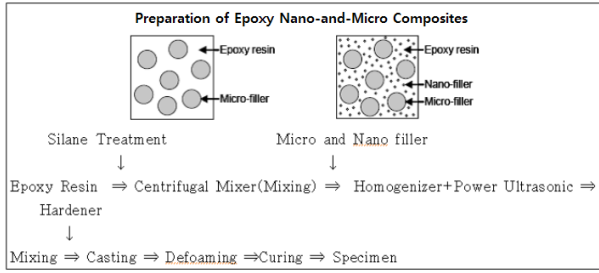 Preparation of Epoxy Nano-and-Micro Composites
Epoxy resin
Micro-filler
Epoxy resin
Nano-filler
Micro-filler
Silane Treatment Micro and Nano filler
↓ ↓
Epoxy Resin ⇒ Centrifugal Mixer(Mixing) ⇒ Homogenizer+Power Ultrasonic ⇒
Hardener
↓
Mixing ⇒ Casting ⇒ Defoaming ⇒Curing ⇒ Specimen